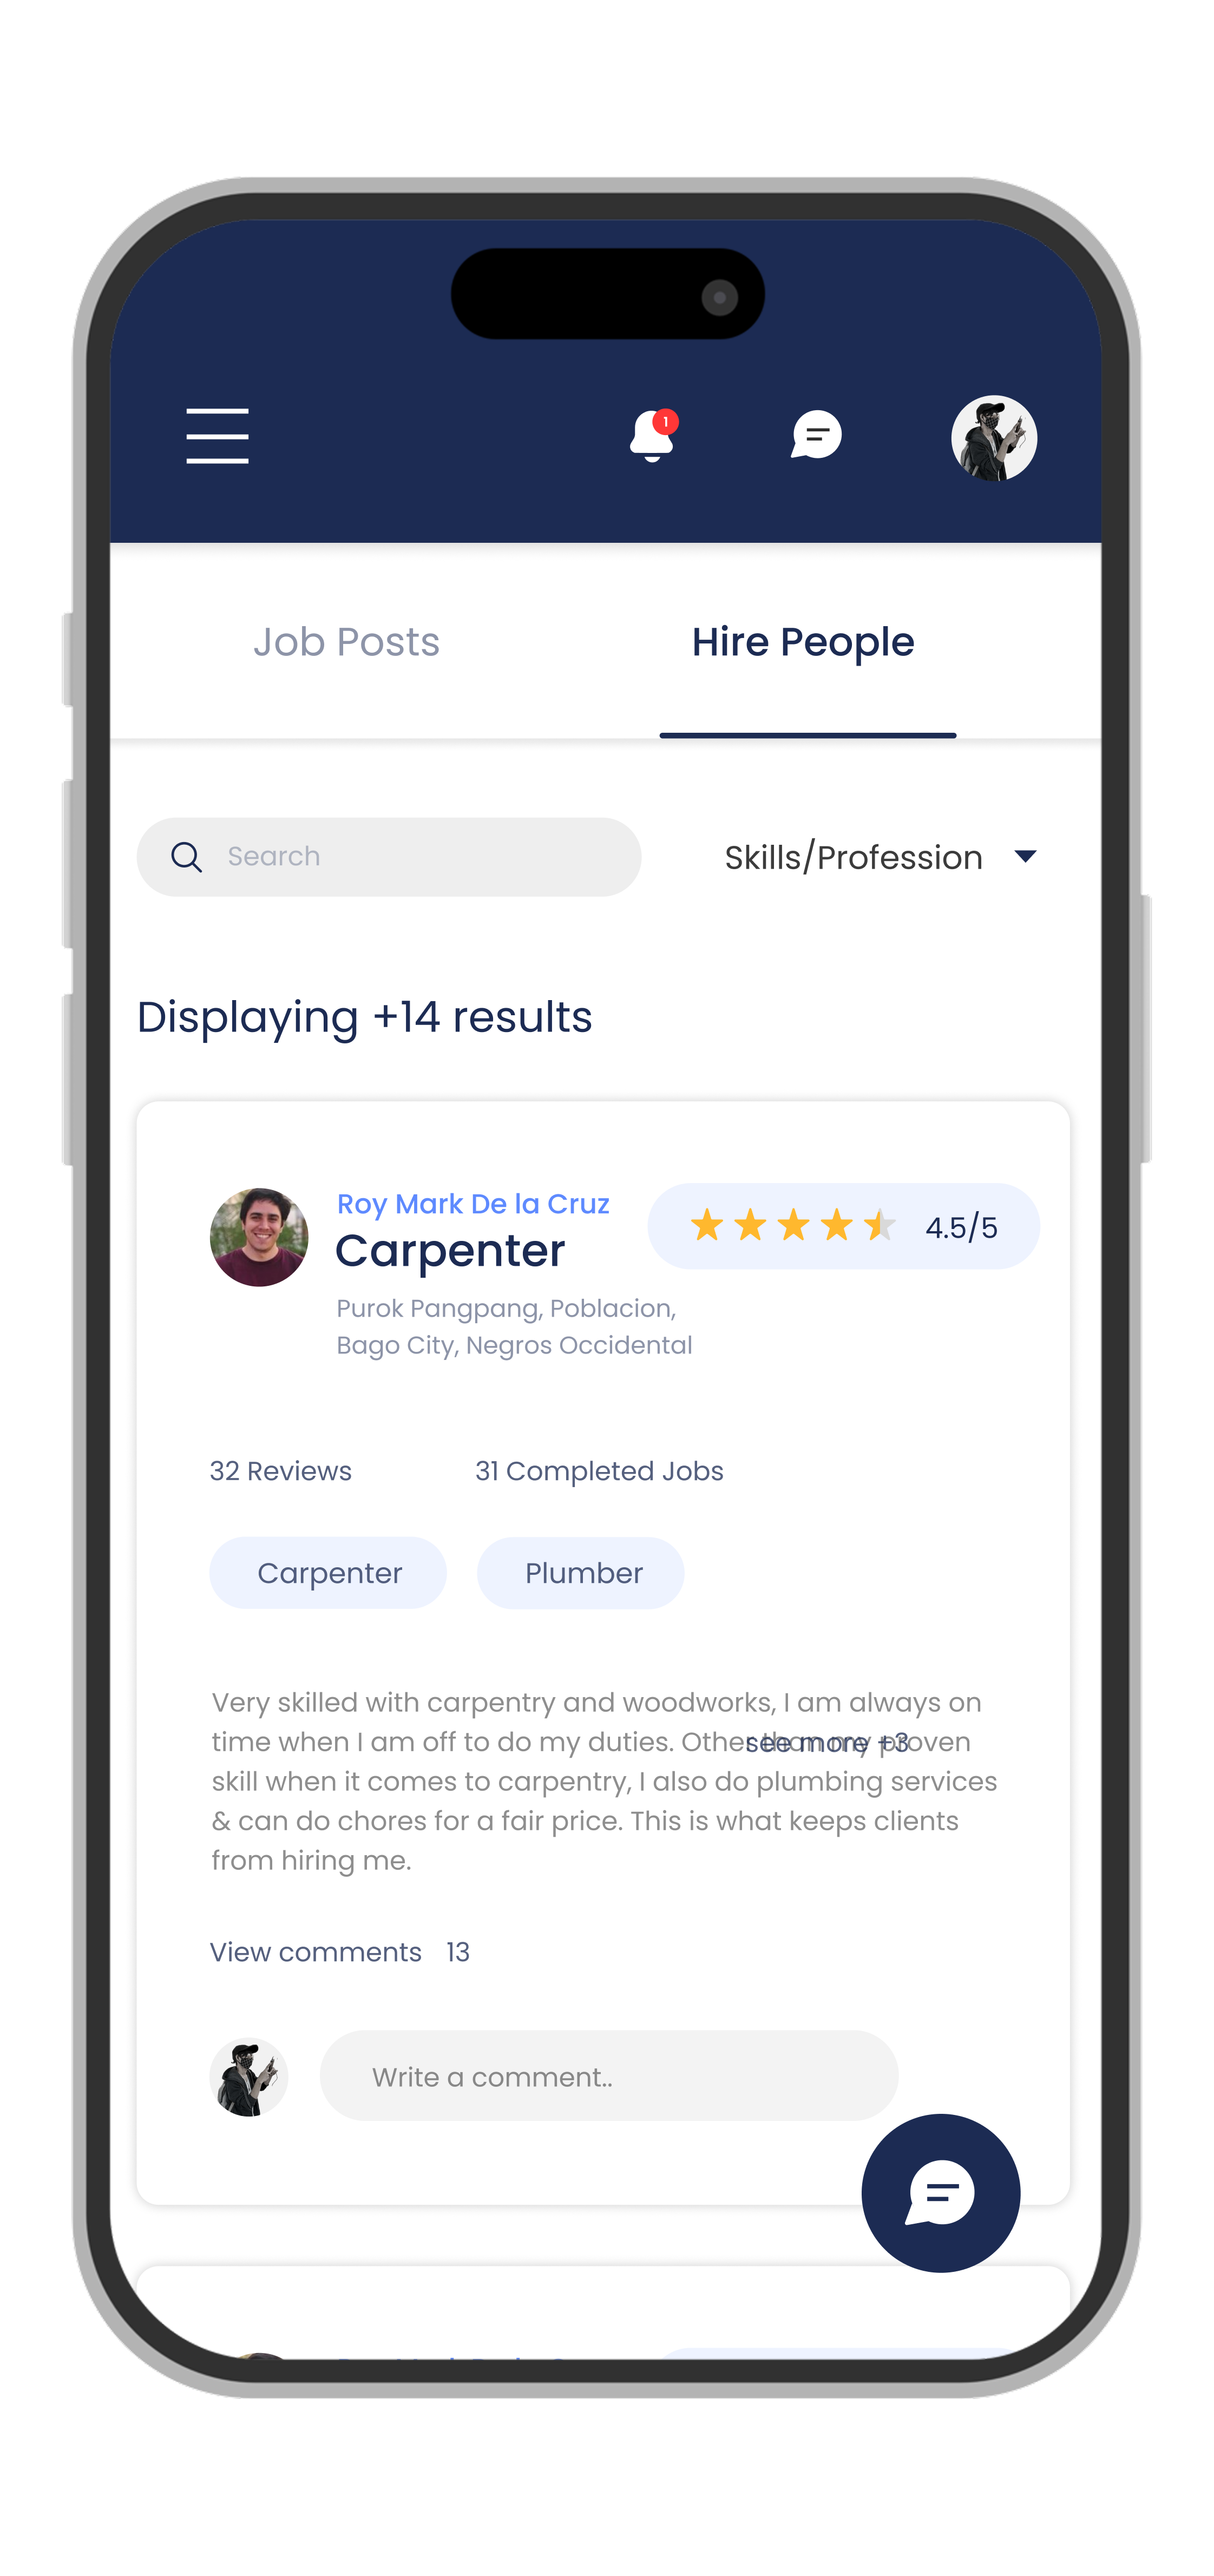 1
Job Posts
Hire People
Search
Skills/Profession
Displaying +14 results
Roy Mark De la Cruz
4.5/5
Carpenter
Purok Pangpang, Poblacion,
Bago City, Negros Occidental
32 Reviews
31 Completed Jobs
Carpenter
Plumber
Very skilled with carpentry and woodworks, I am always on
time when I am off to do my duties. Other than my proven
see more +3
skill when it comes to carpentry, I also do plumbing services
& can do chores for a fair price. This is what keeps clients
from hiring me.
View comments 13
Write a comment..